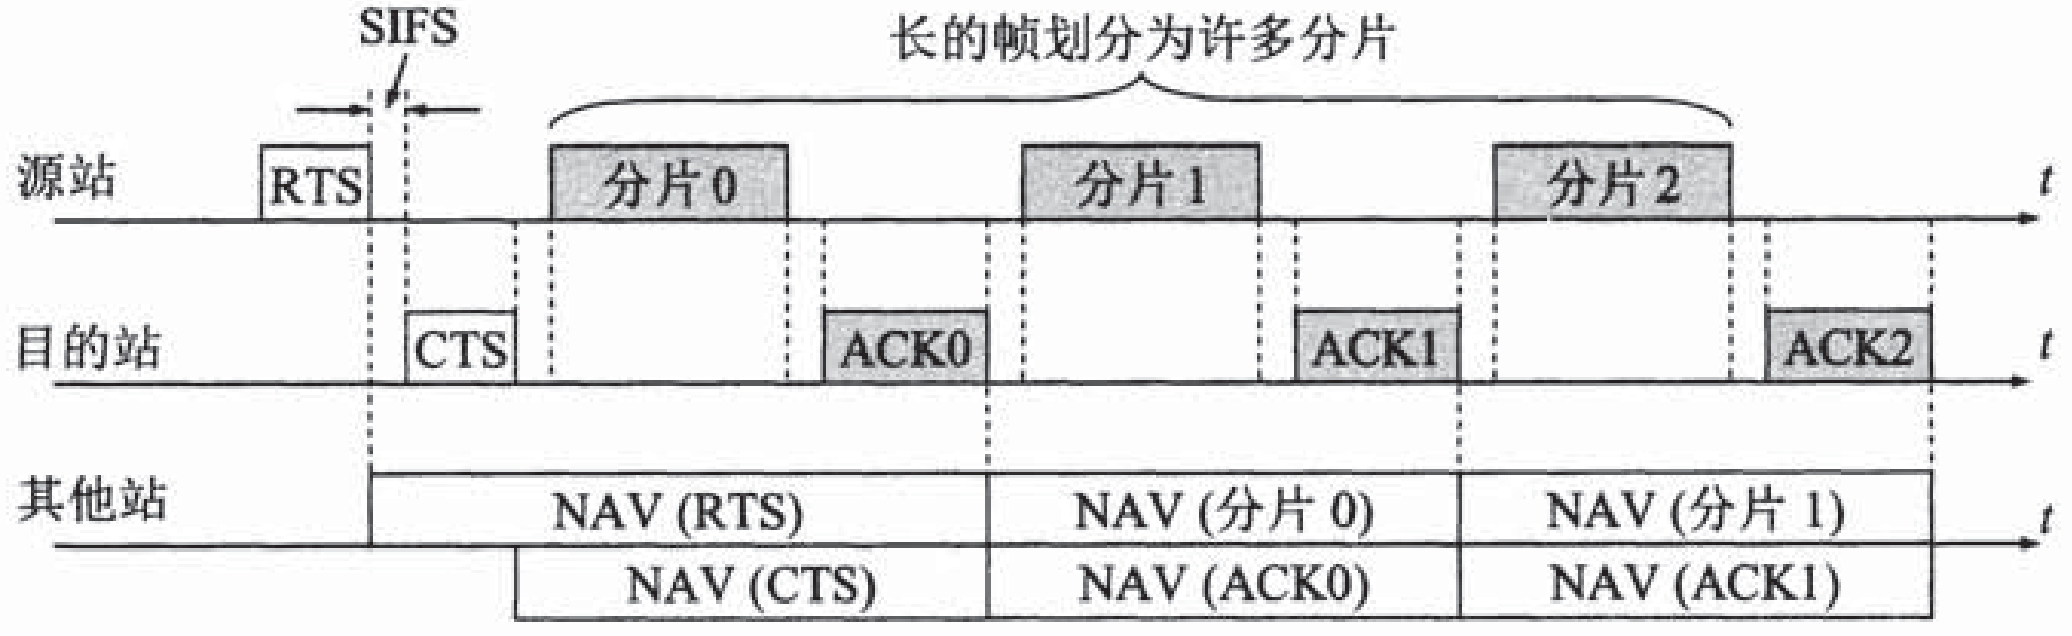 SIFS
长的帧划分为许多分片
源站 RTS 分片 0 分片 1 分片 2 t
目的站 CTS ACK0 ACK1 ACK2 t
其他站 NAV (RTS) NAV (分片 0) NAV (分片 1) t
NAV (CTS) NAV (ACK0) NAV (ACK1)